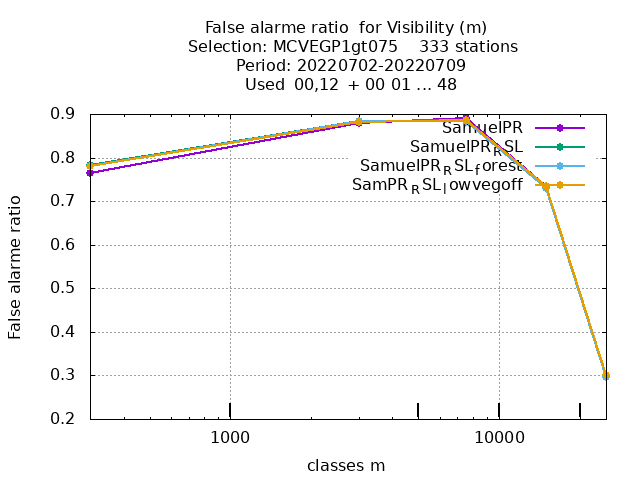 False alarme ratio  for Visibility (m)
Selection: MCVEGP1gt075    333 stations
Period: 20220702-20220709
Used  00,12  + 00 01 ... 48
SamuelPR
SamuelPR_RSL
SamuelPR_RSL_forest
SamPR_RSL_lowvegoff
0.9
0.8
0.7
0.6
0.5
0.4
0.3
0.2
False alarme ratio
1000
10000
classes m